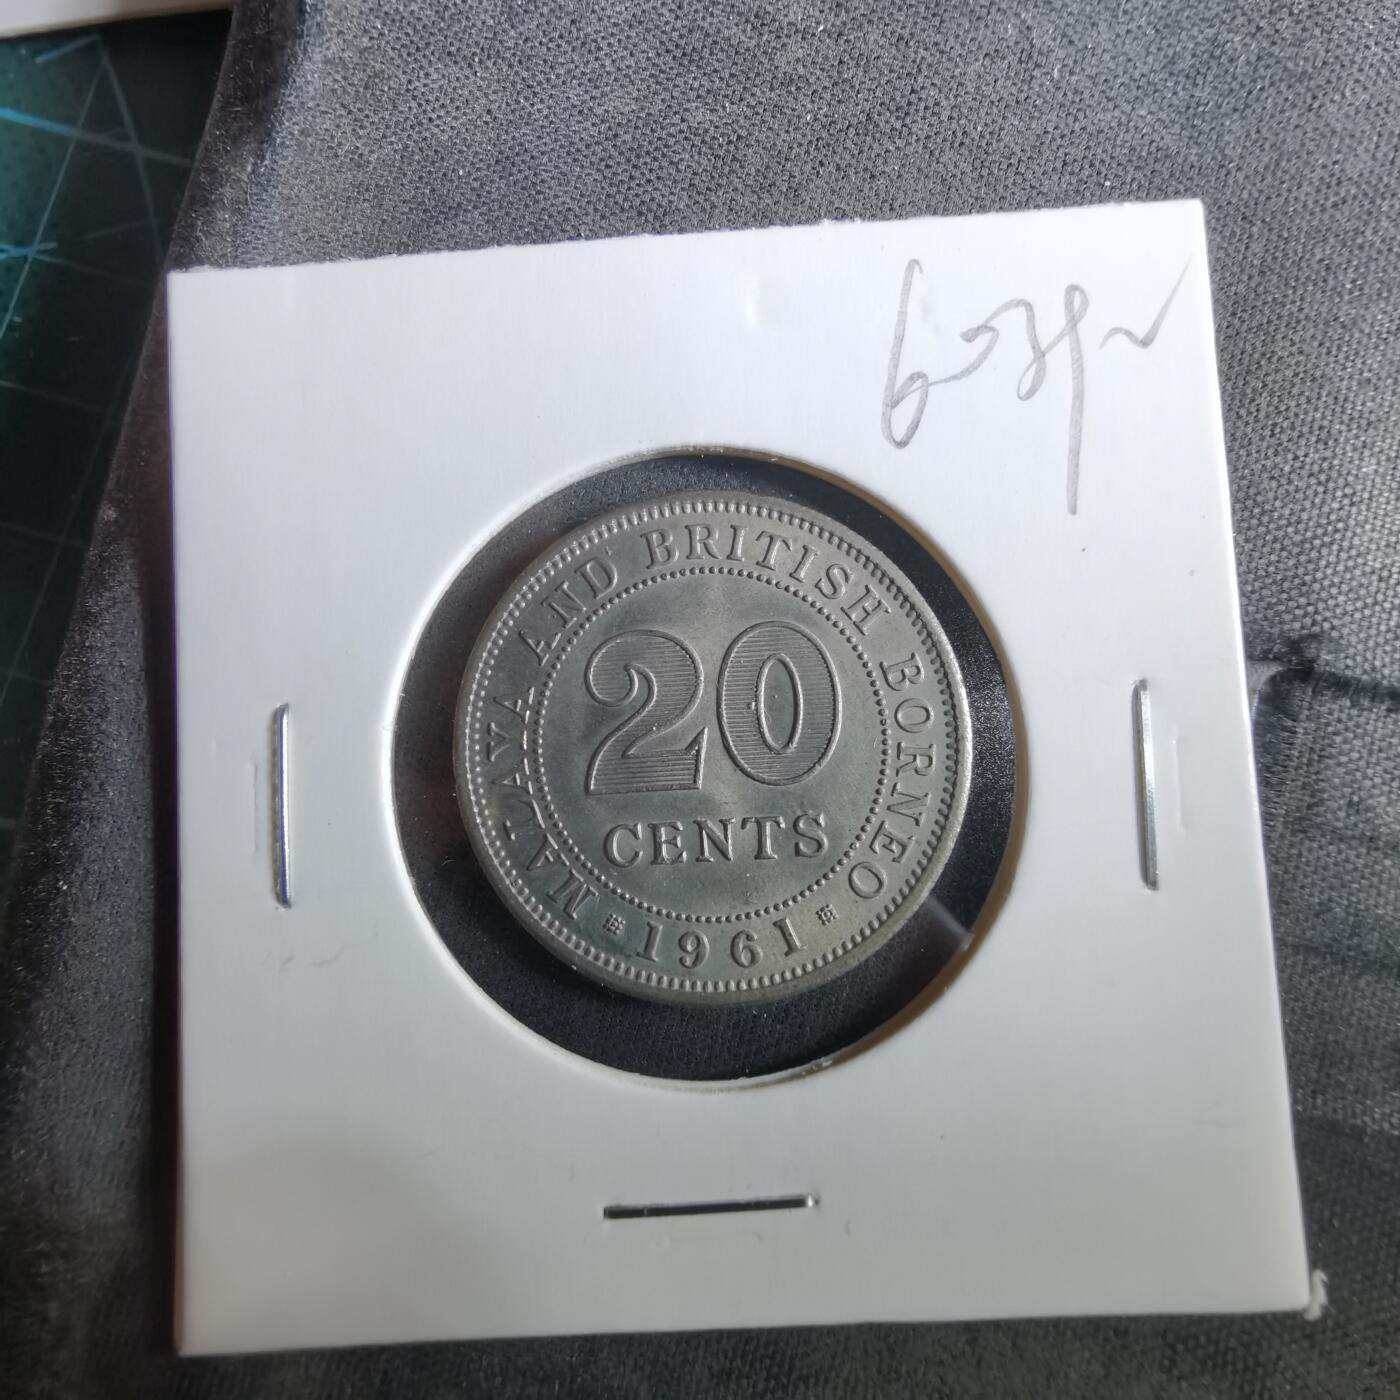 MALAYA AND BRITISH BORNEO
20
CENTS
1961